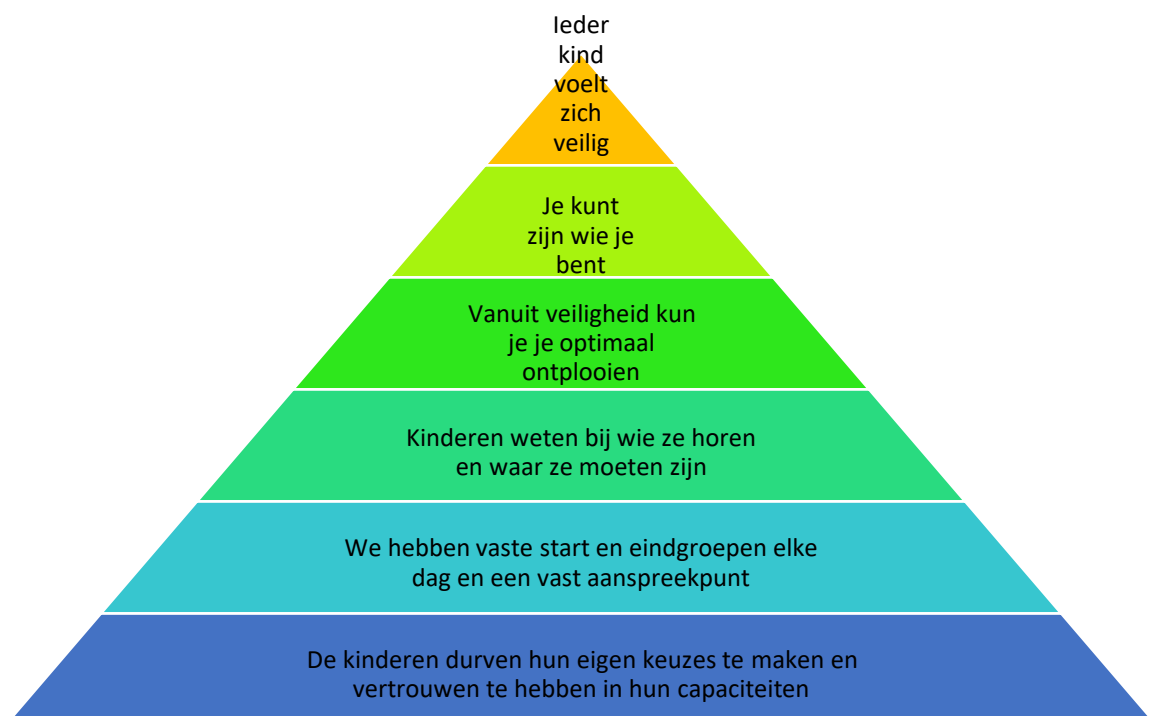 Ieder
kind
voelt
zich
veilig
Je kunt
zijn wie je
bent
Vanuit veiligheid kun
je je optimaal
ontplooien
Kinderen weten bij wie ze horen
en waar ze moeten zijn
We hebben vaste start en eindgroepen elke
dag en een vast aanspreekpunt
De kinderen durven hun eigen keuzes te maken en
vertrouwen te hebben in hun capaciteiten